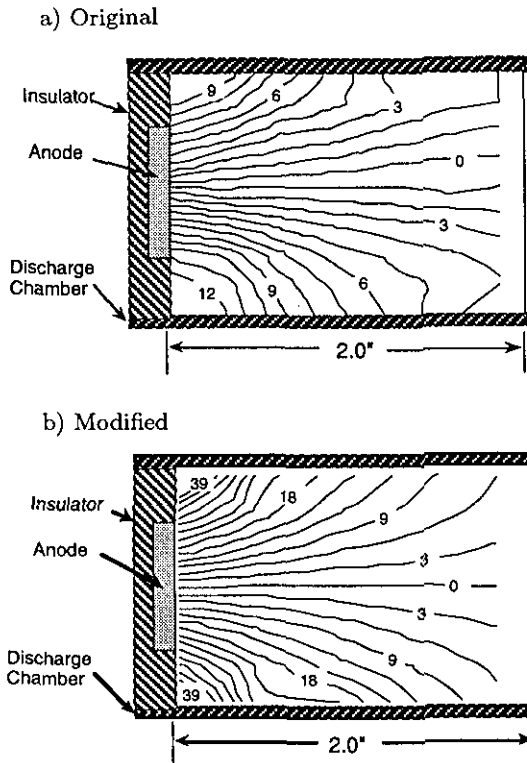 a) Original
Insulator
Anode
Discharge
Chamber
9
6
3
0
3
6
9
12
2.0"
b) Modified
Insulator
Anode
Discharge
Chamber
39
18
9
3
0
3
9
18
39
2.0"